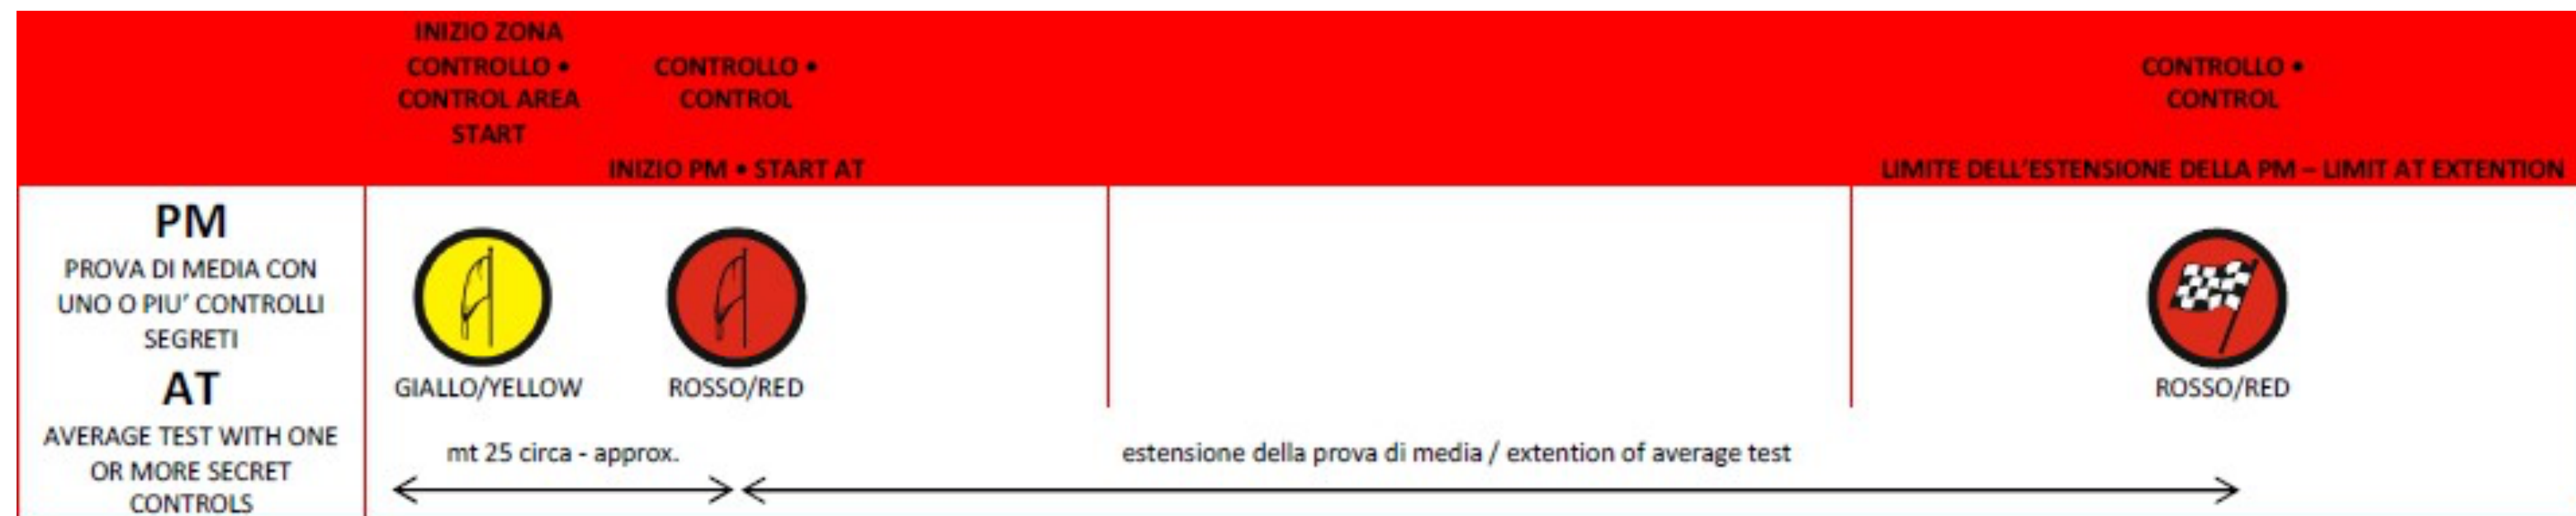 INIZIO ZONA
CONTROLLO •
CONTROL AREA
START
CONTROLLO •
CONTROL
INIZIO PM • START AT
CONTROLLO •
CONTROL
LIMITE DELL'ESTENSIONE DELLA PM – LIMIT AT EXTENTION
PM
PROVA DI MEDIA CON
UNO O PIU' CONTROLLI
SEGRETI
AT
AVERAGE TEST WITH ONE
OR MORE SECRET
CONTROLS
GIALLO/YELLOW
ROSSO/RED
ROSSO/RED
mt 25 circa - approx.
estensione della prova di media / extention of average test